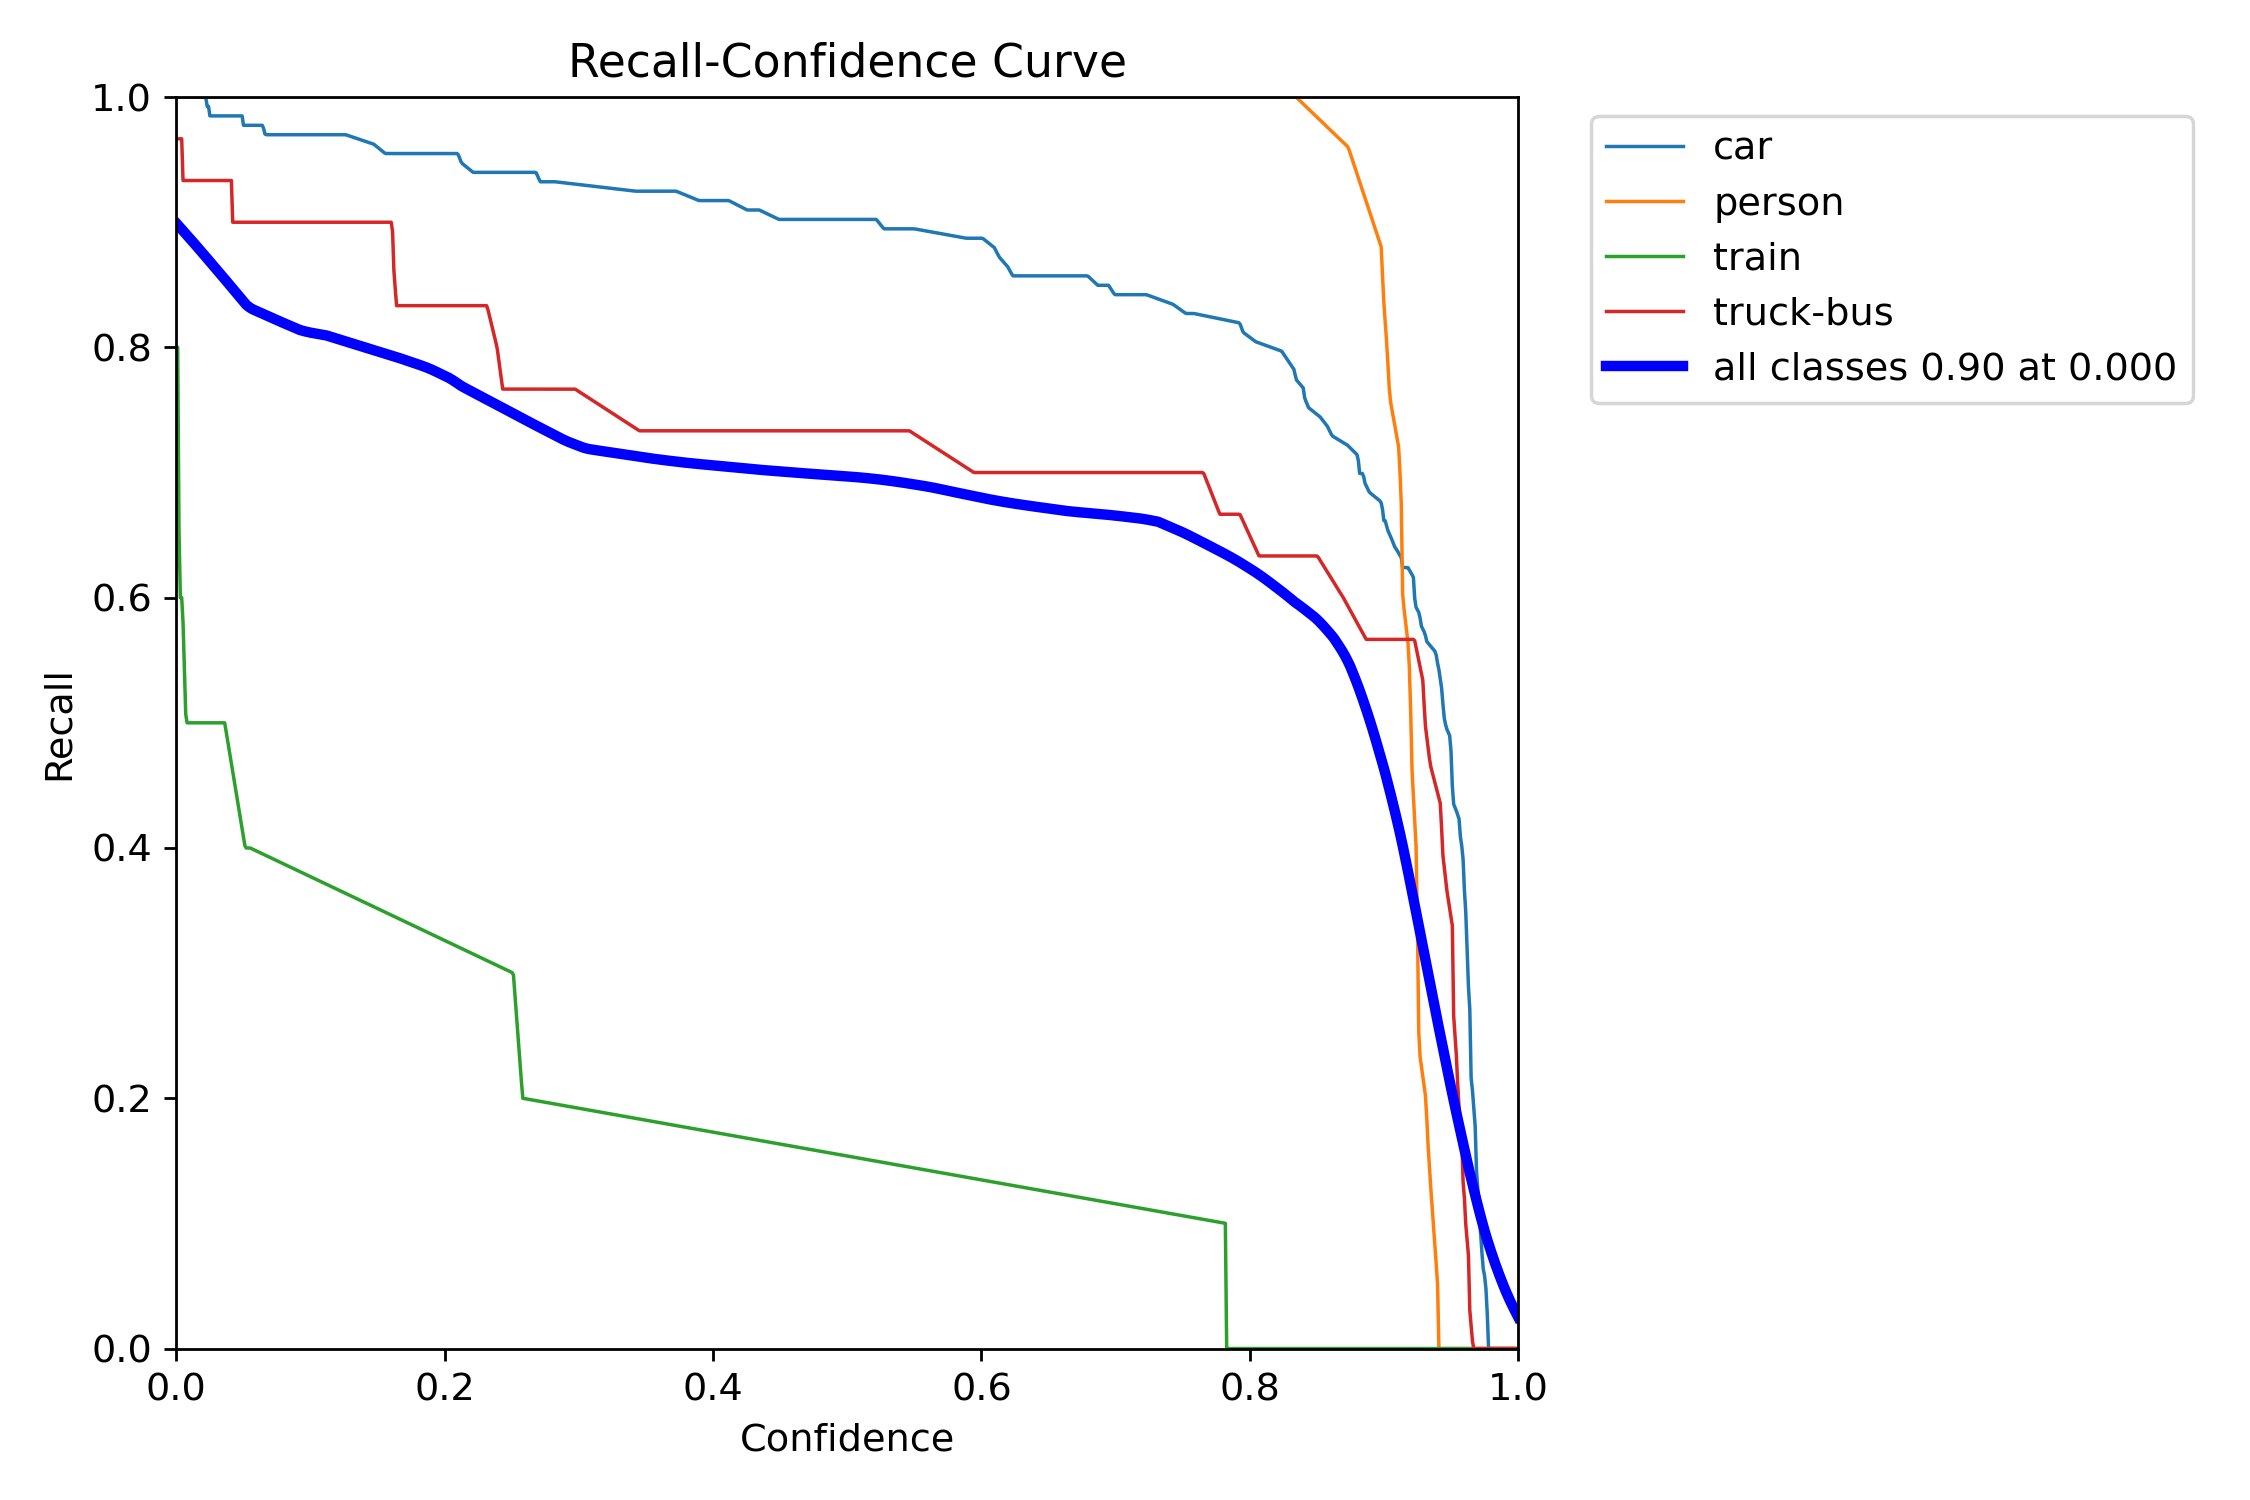 Recall-Confidence Curve
1.0
0.8
0.6
0.4
0.2
0.0
Recall
0.0 0.2 0.4 0.6 0.8 1.0
Confidence
car
person
train
truck-bus
all classes 0.90 at 0.000